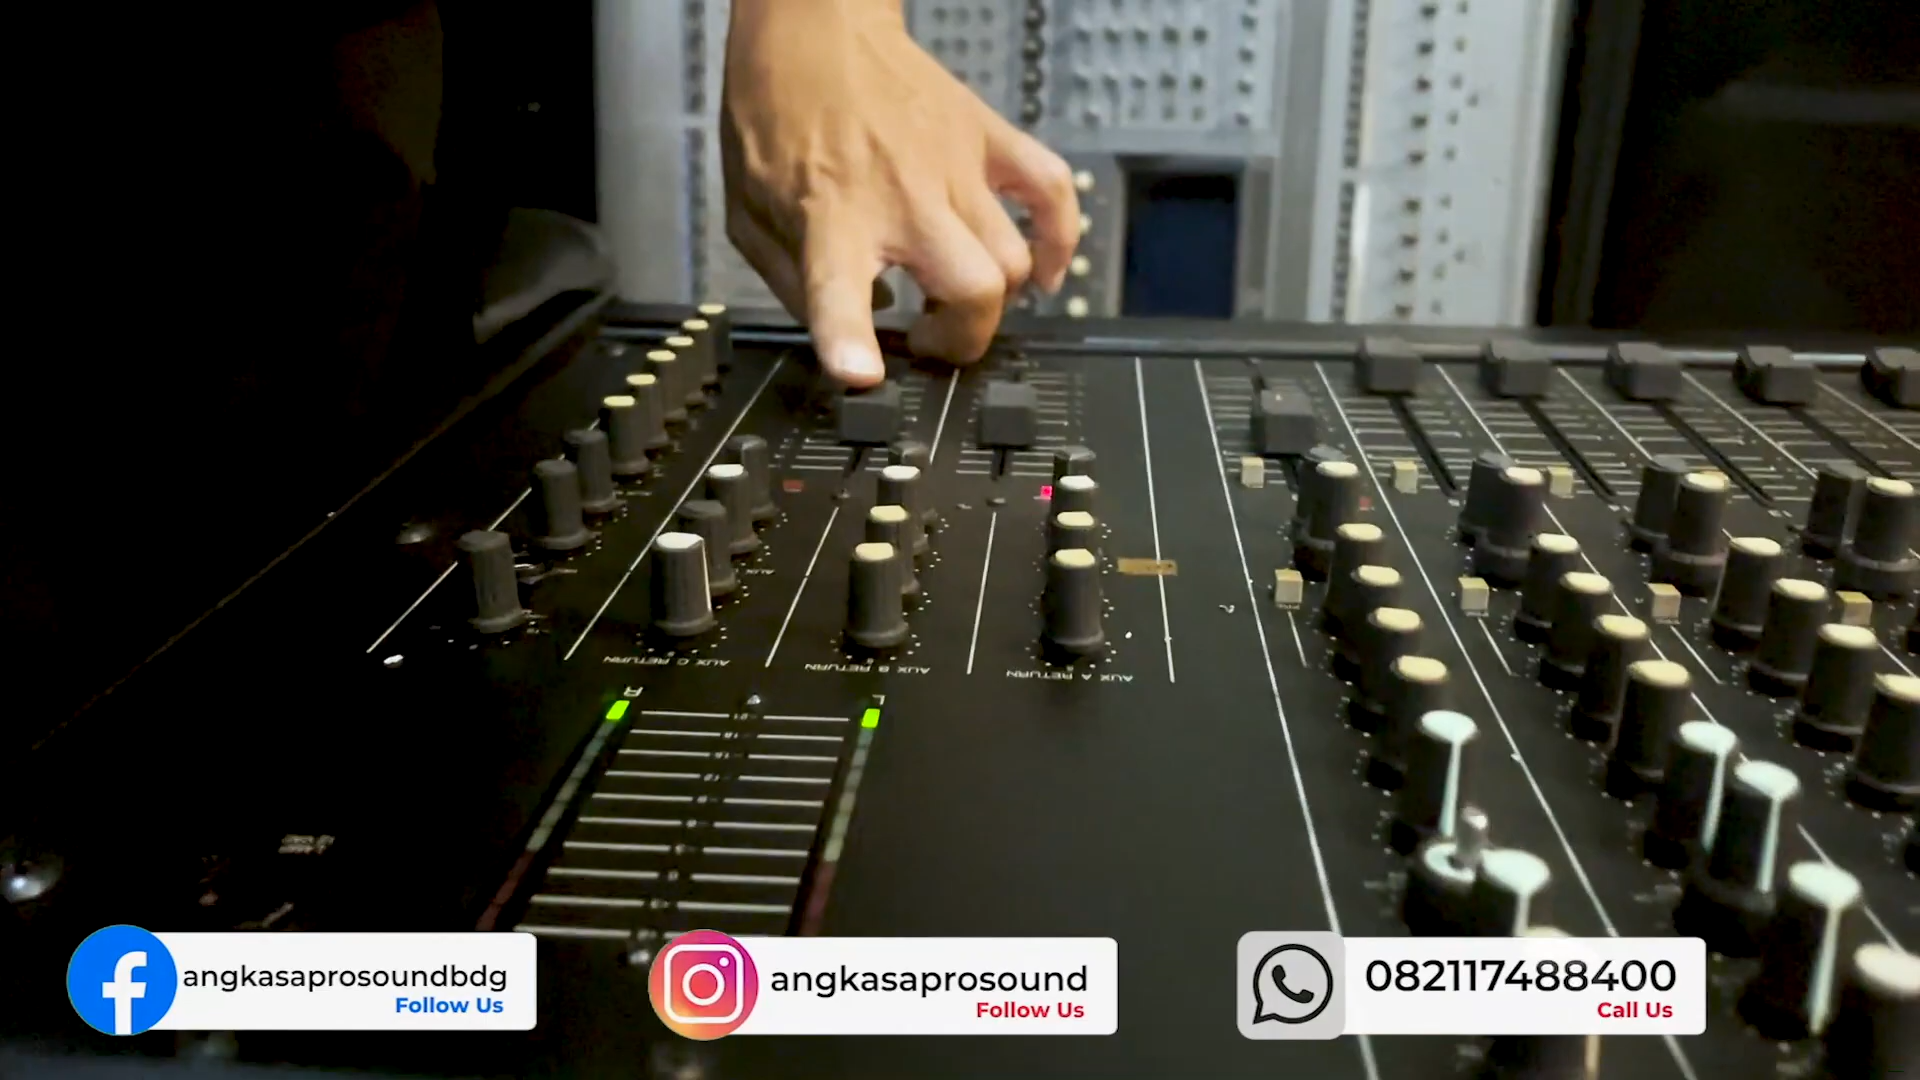 AUX C RETURN
AUX B RETURN
AUX A RETURN
R
L
angkasaprosoundbdg
Follow Us
angkasaprosound
Follow Us
082117488400
Call Us